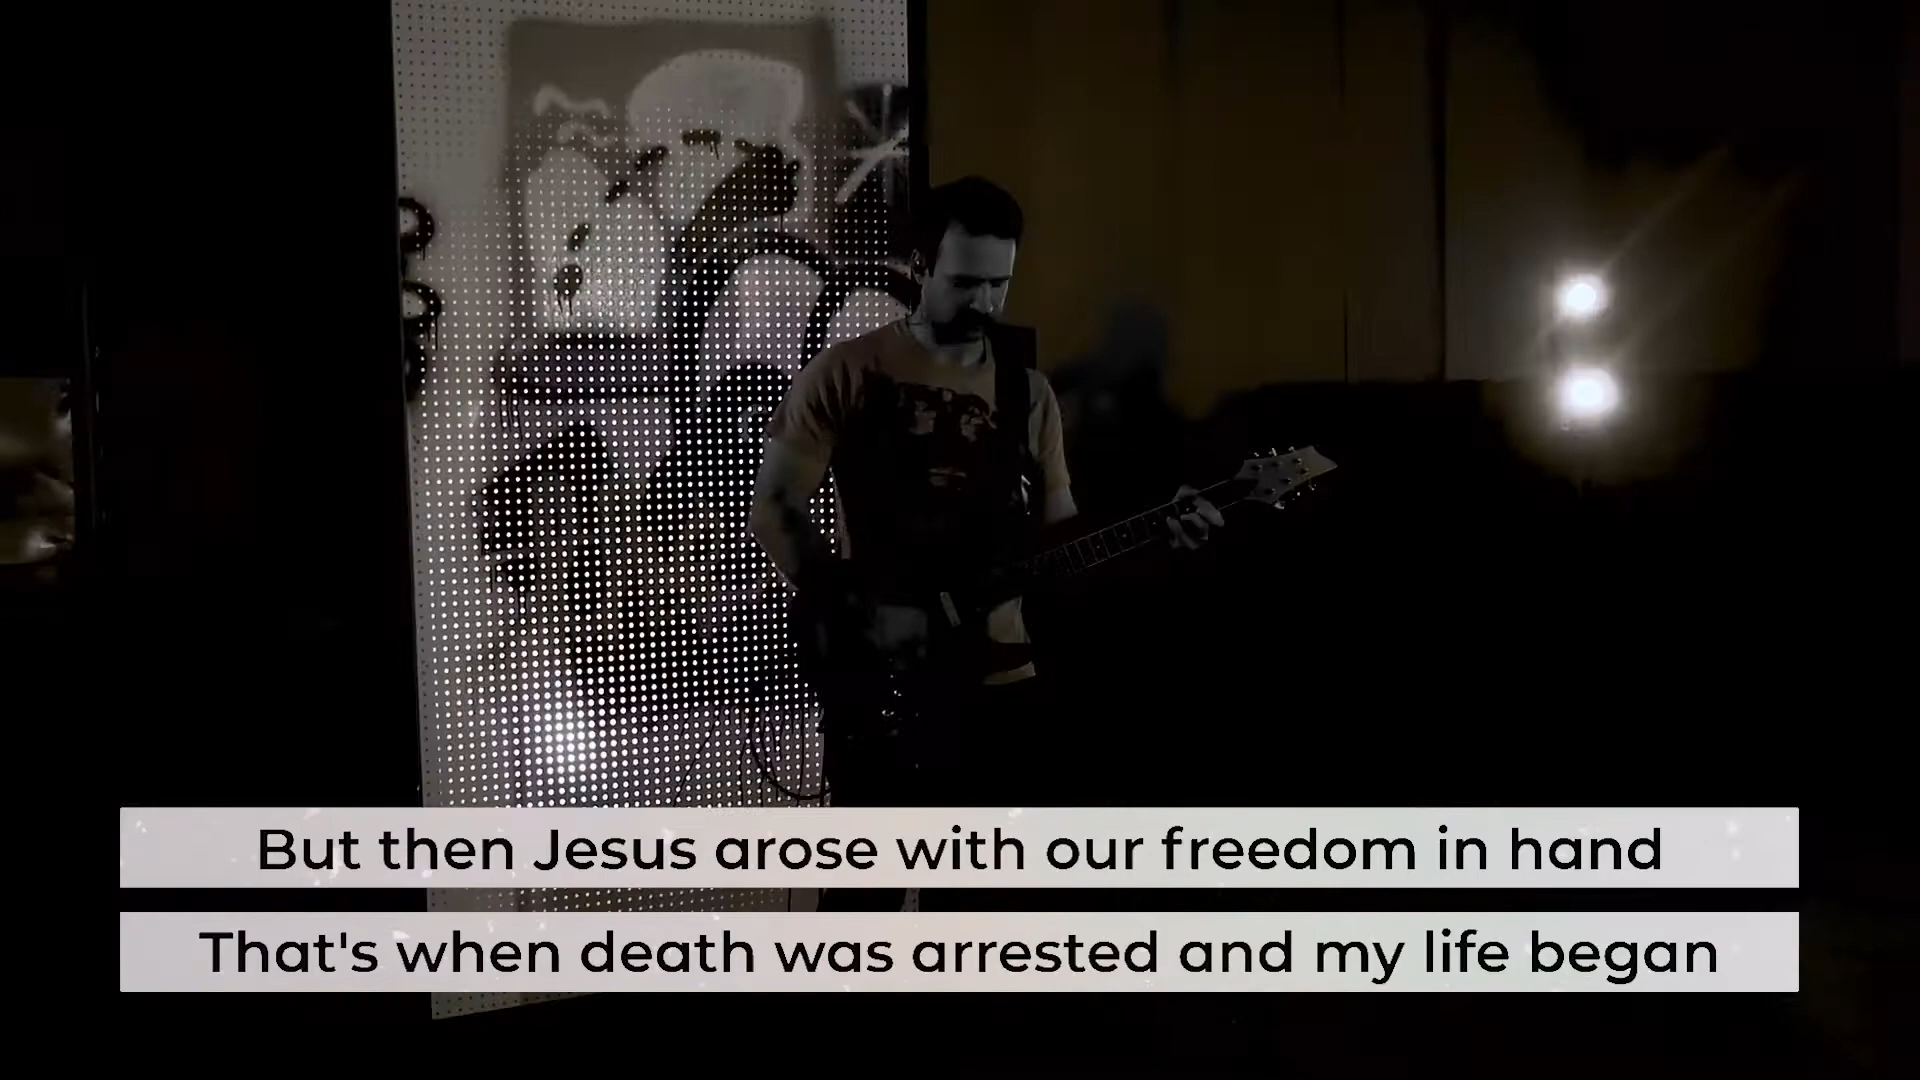 But then Jesus arose with our freedom in hand
That's when death was arrested and my life began